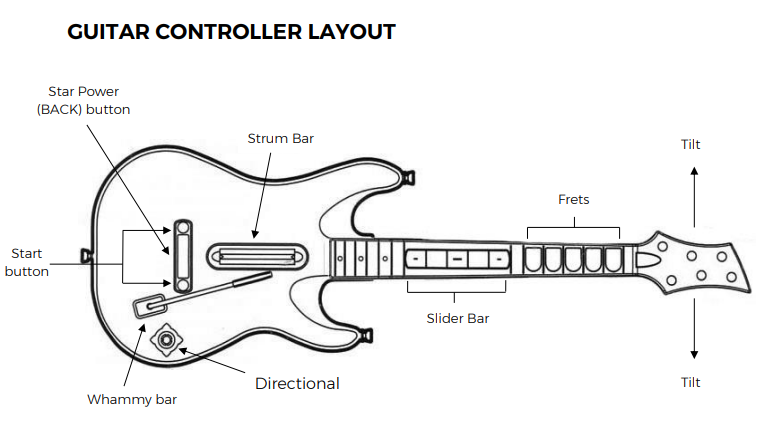 GUITAR CONTROLLER LAYOUT
Star Power
(BACK) button
Strum Bar
Tilt
Frets
Start
button
Slider Bar
Directional
Tilt
Whammy bar